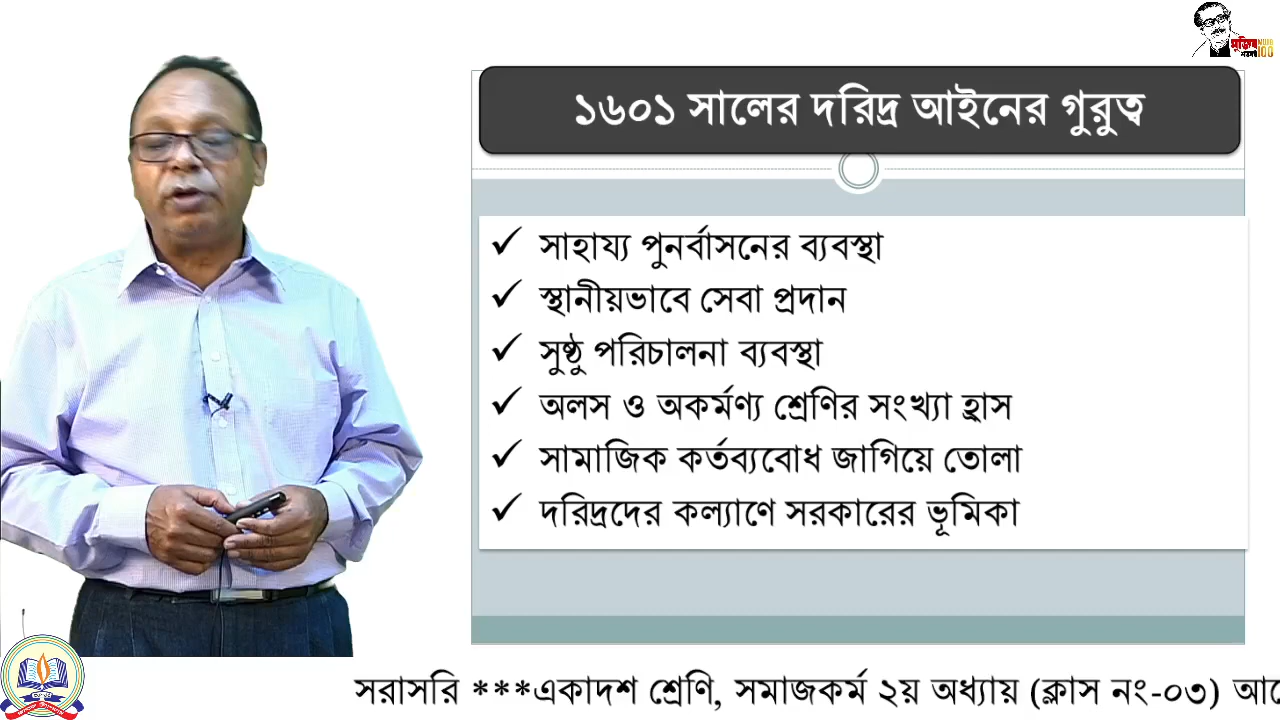 ১৬০১ সালের দরিদ্র আইনের গুরুত্ব
সাহায্য পুনর্বাসনের ব্যবস্থা
স্থানীয়ভাবে সেবা প্রদান
সুষ্ঠু পরিচালনা ব্যবস্থা
অলস ও অকর্মণ্য শ্রেণির সংখ্যা হ্রাস
সামাজিক কর্তব্যবোধ জাগিয়ে তোলা
দরিদ্রদের কল্যাণে সরকারের ভূমিকা
সরাসরি ***একাদশ শ্রেণি, সমাজকর্ম ২য় অধ্যায় (ক্লাস নং-০৩)